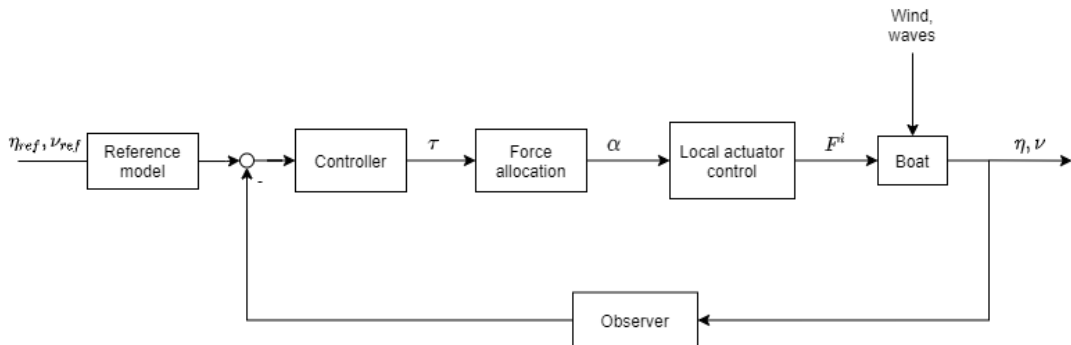 Wind,
waves
η_ref, ν_ref
Reference
model
-
Controller
τ
Force
allocation
α
Local actuator
control
F^i
Boat
η, ν
Observer